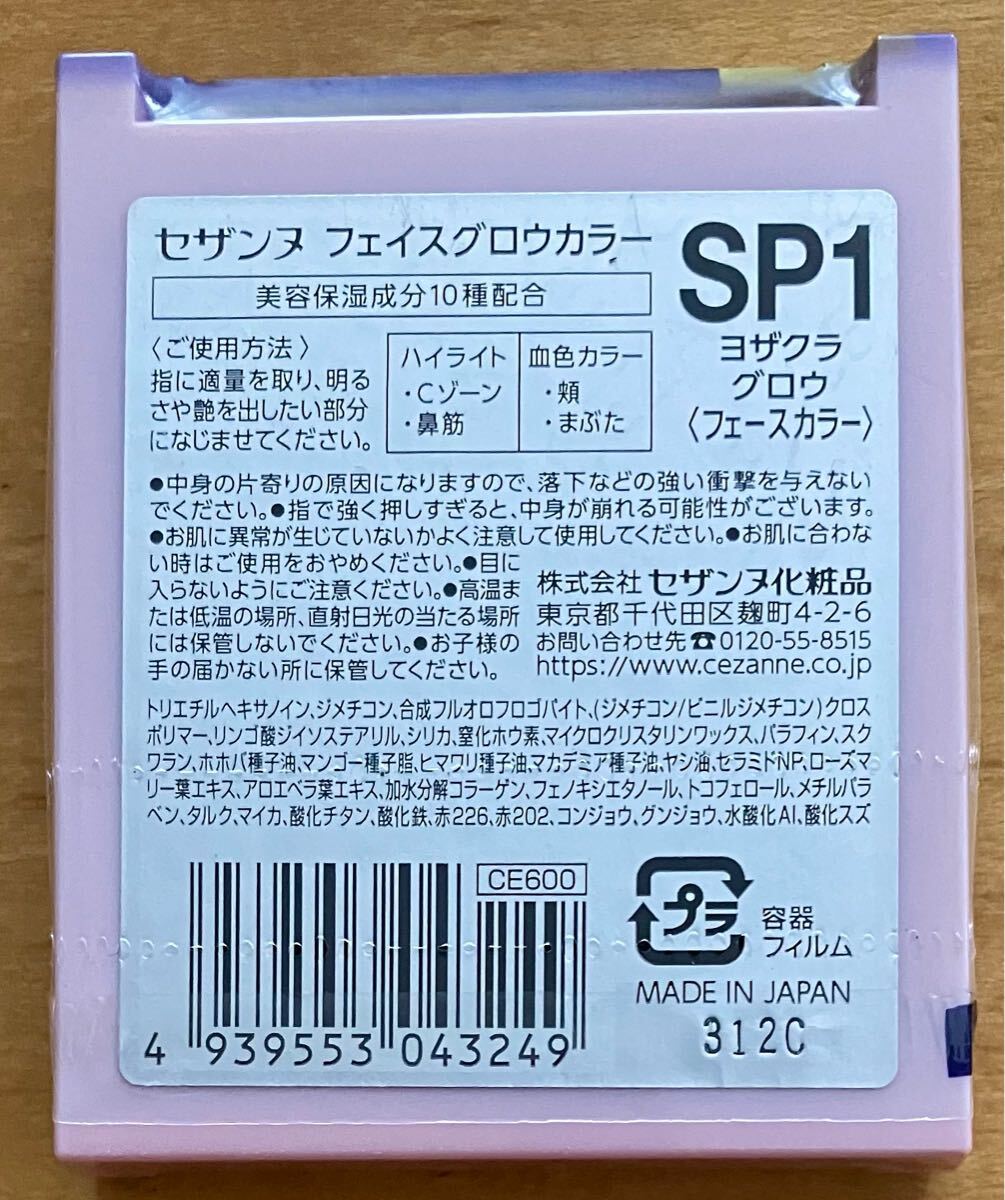 セザンヌ フェイスグロウカラー
SP1
美容保湿成分10種配合
ヨザクラ
グロウ
〈フェースカラー〉
〈ご使用方法〉
指に適量を取り、明る
さや艶を出したい部分
になじませてください。
ハイライト
・Cゾーン
・鼻筋
血色カラー
・頬
・まぶた
●中身の片寄りの原因になりますので、落下などの強い衝撃を与えない
でください。●指で強く押しすぎると、中身が崩れる可能性がございます。
●お肌に異常が生じていないかよく注意して使用してください。●お肌に合わな
い時はご使用をおやめください。●目に
入らないようにご注意ください。●高温ま
たは低温の場所、直射日光の当たる場所
には保管しないでください。●お子様の
手の届かない所に保管してください。
株式会社 セザンヌ化粧品
東京都千代田区麹町4-2-6
お問い合わせ先☎0120-55-8515
https://www.cezanne.co.jp
トリエチルヘキサノイン、ジメチコン、合成フルオロフロゴパイト、(ジメチコン/ビニルジメチコン)クロス
ポリマー、リンゴ酸ジイソステアリル、シリカ、窒化ホウ素、マイクロクリスタリンワックス、パラフィン、スク
ワラン、ホホバ種子油、マンゴー種子脂、ヒマワリ種子油、マカデミア種子油、ヤシ油、セラミドNP、ローズマ
リー葉エキス、アロエベラ葉エキス、加水分解コラーゲン、フェノキシエタノール、トコフェロール、メチルパラ
ベン、タルク、マイカ、酸化チタン、酸化鉄、赤226、赤202、コンジョウ、グンジョウ、水酸化Al、酸化スズ
CE600
4 939553 043249
プラ
容器
フィルム
MADE IN JAPAN
312C